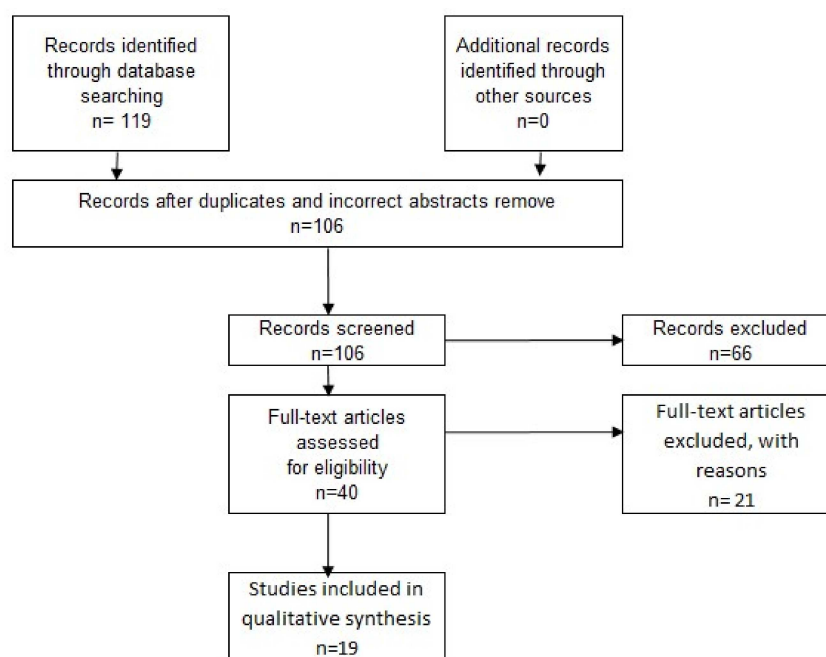 Records identified
through database
searching
n= 119
Additional records
identified through
other sources
n=0
Records after duplicates and incorrect abstracts remove
n=106
Records screened
n=106
Records excluded
n=66
Full-text articles
assessed
for eligibility
n=40
Full-text articles
excluded, with
reasons
n= 21
Studies included in
qualitative synthesis
n=19